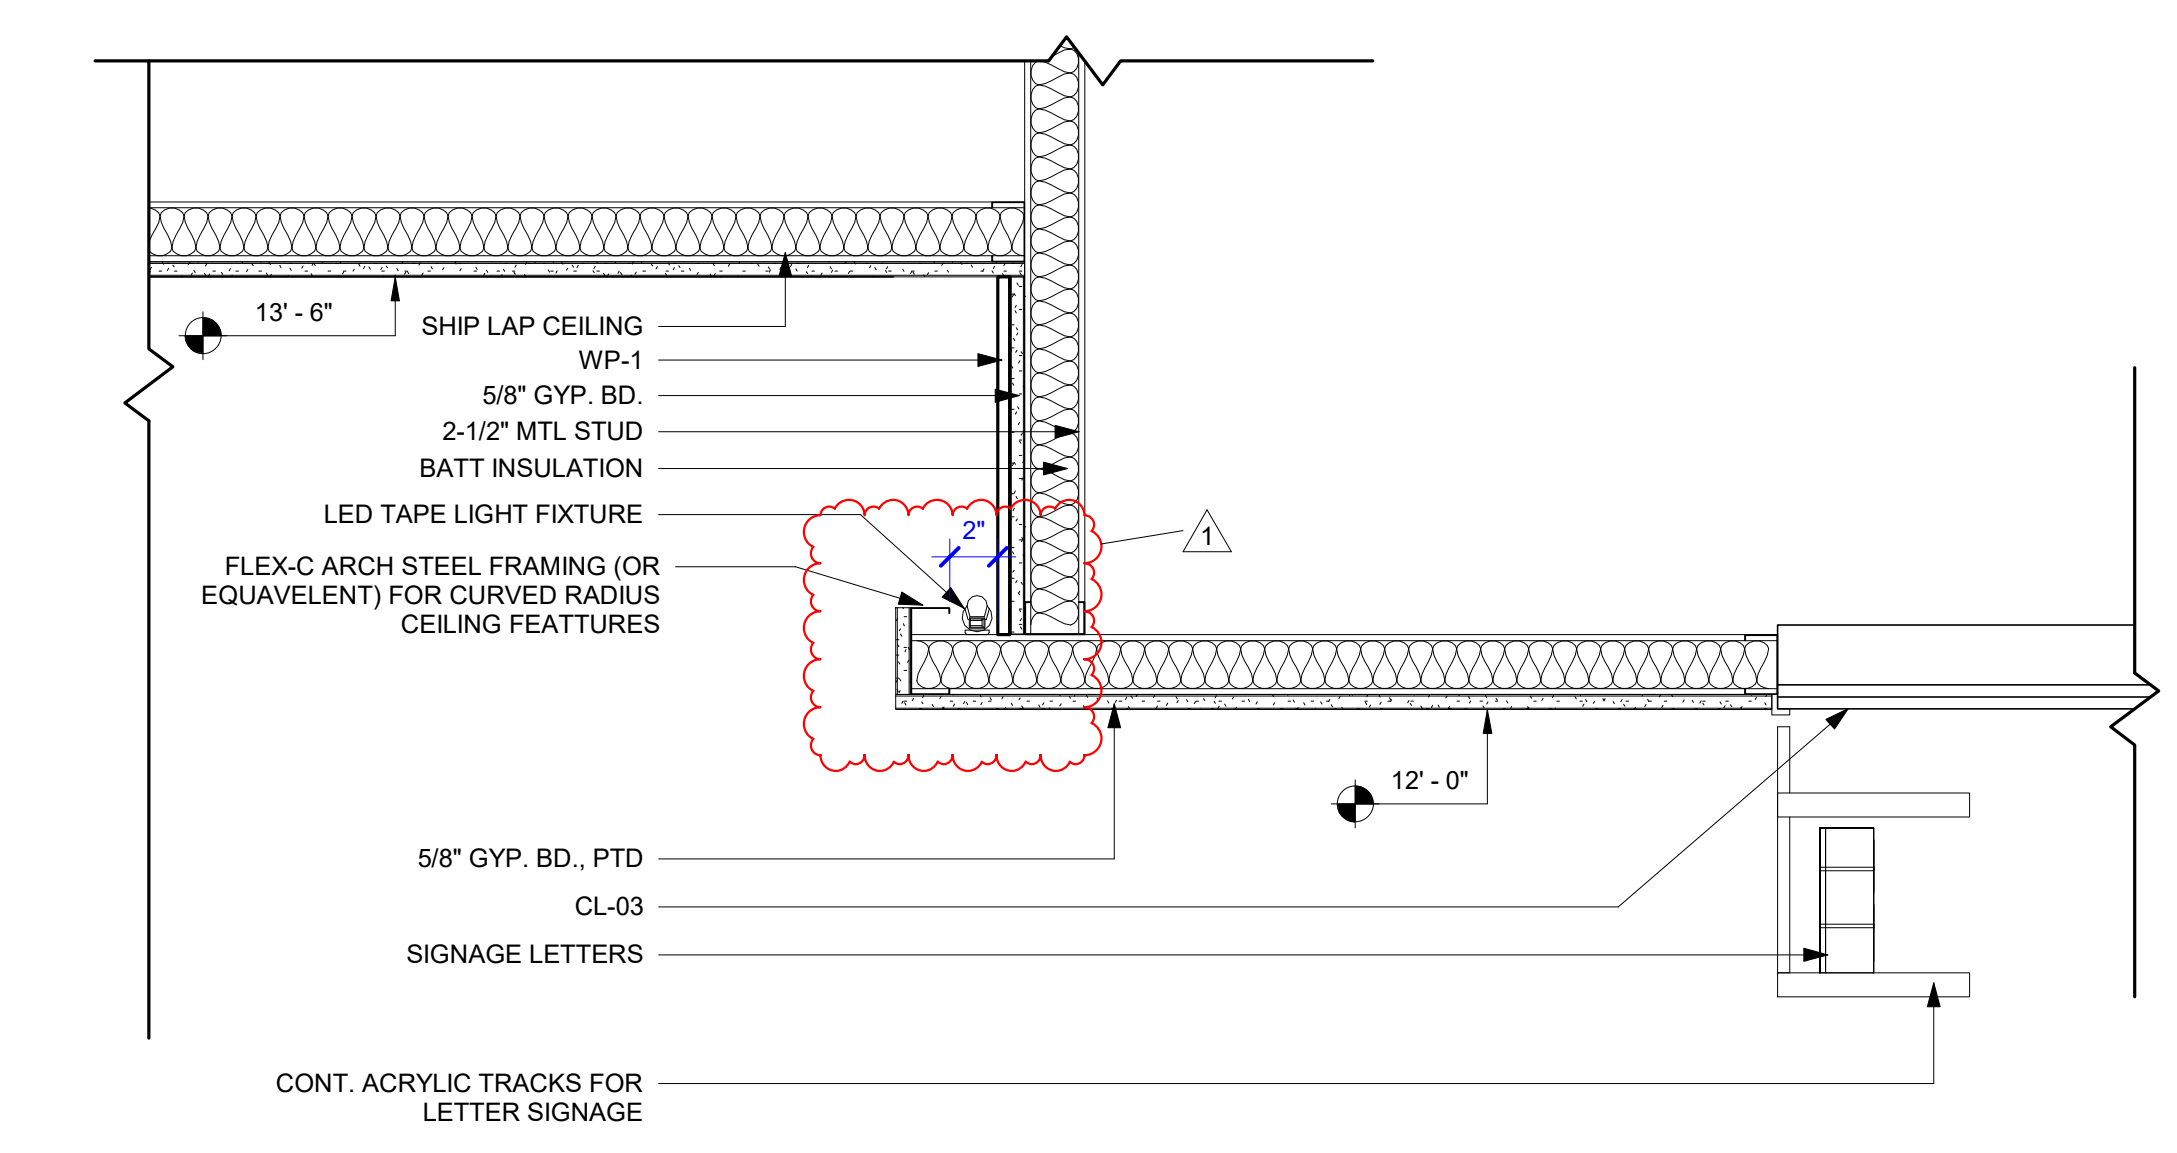 13' - 6"
SHIP LAP CEILING
WP-1
5/8" GYP. BD.
2-1/2" MTL STUD
BATT INSULATION
LED TAPE LIGHT FIXTURE
2"
1
FLEX-C ARCH STEEL FRAMING (OR
EQUAVELENT) FOR CURVED RADIUS
CEILING FEATTURES
12' - 0"
5/8" GYP. BD., PTD
CL-03
SIGNAGE LETTERS
CONT. ACRYLIC TRACKS FOR
LETTER SIGNAGE